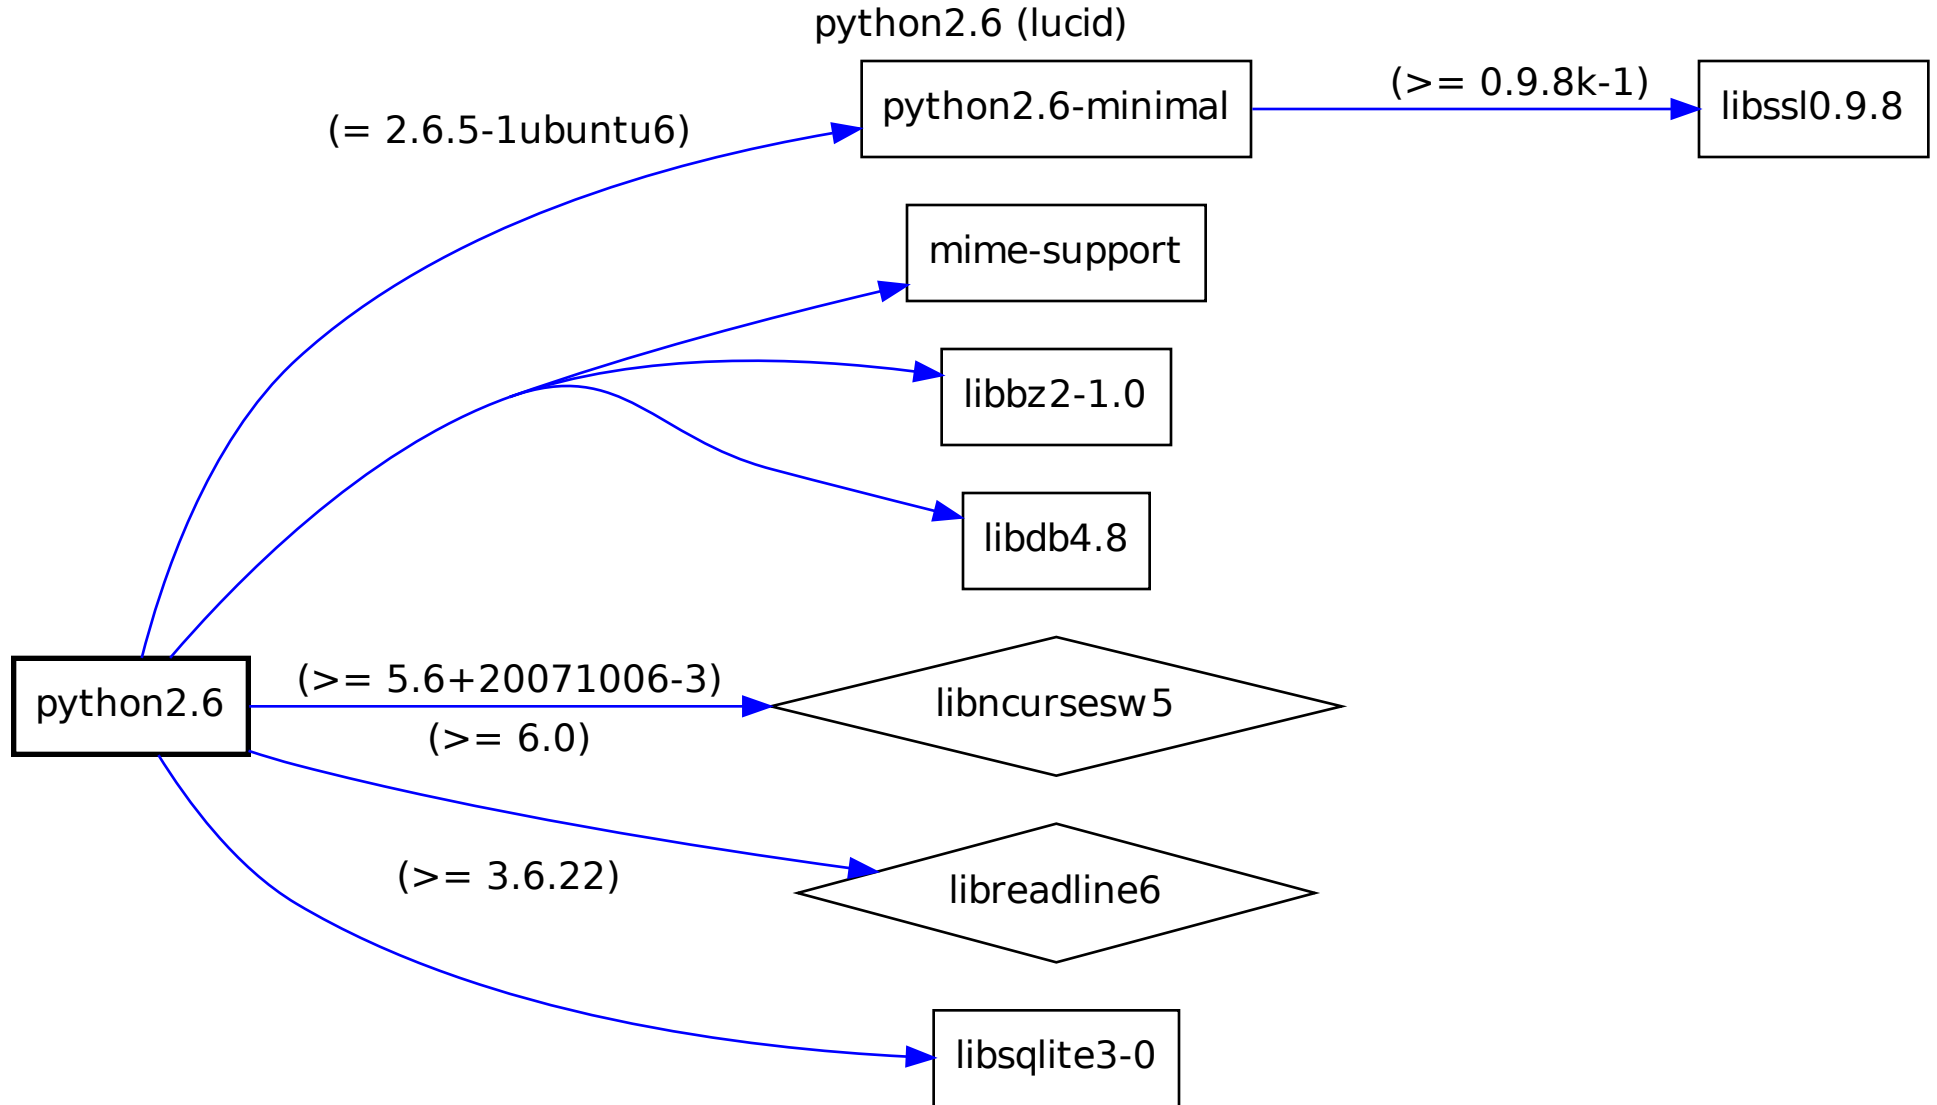 python2.6 (lucid)
(= 2.6.5-1ubuntu6)
python2.6-minimal
(>= 0.9.8k-1)
libssl0.9.8
mime-support
libbz2-1.0
libdb4.8
python2.6
(>= 5.6+20071006-3)
libncursesw5
(>= 6.0)
libreadline6
(>= 3.6.22)
libsqlite3-0